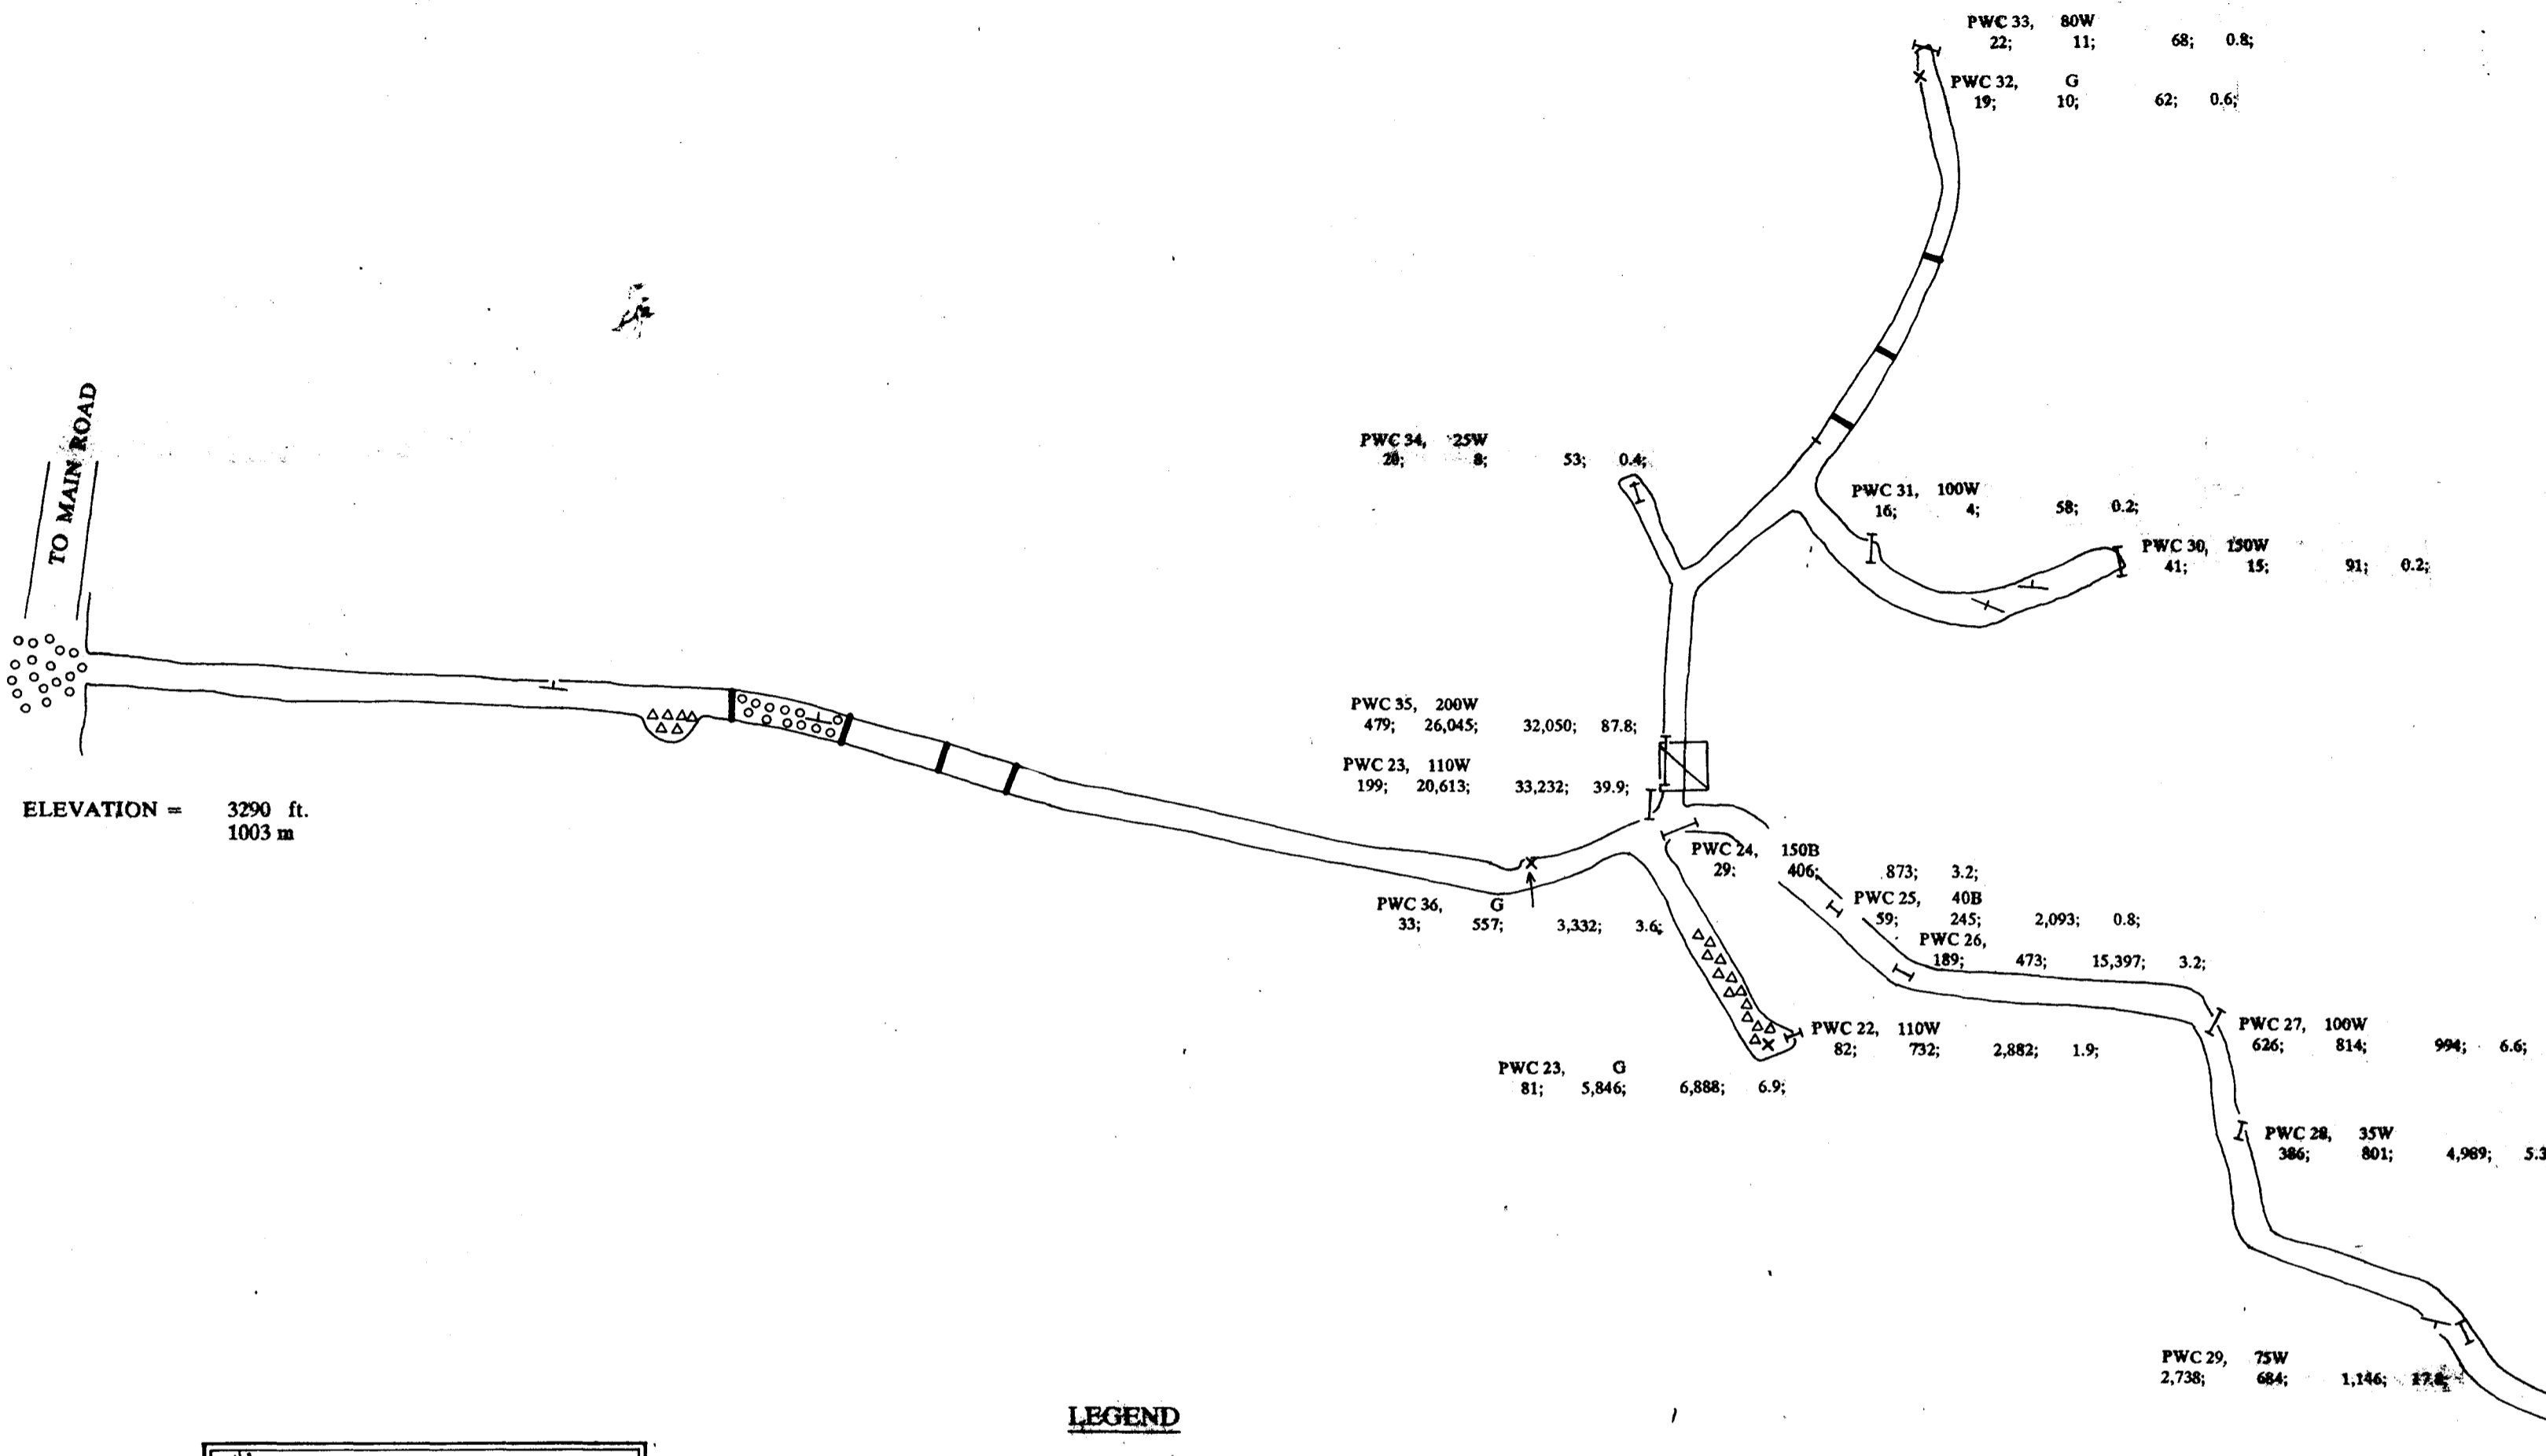 PWC 33, 80W
22; 11; 68; 0.8;
PWC 32, G
19; 10; 62; 0.6;
TO MAIN ROAD
PWC 34, 25W
20; 8; 53; 0.4;
PWC 31, 100W
16; 4; 58; 0.2;
PWC 30, 150W
41; 15; 91; 0.2;
PWC 35, 200W
479; 26,045; 32,050; 87.8;
PWC 23, 110W
199; 20,613; 33,232; 39.9;
ELEVATION = 3290 ft.
1003 m
PWC 24, 150B
29: 406; 873; 3.2;
PWC 25, 40B
59; 245; 2,093; 0.8;
PWC 36, G
33; 557; 3,332; 3.6;
PWC 26,
189; 473; 15,397; 3.2;
PWC 22, 110W
82; 732; 2,882; 1.9;
PWC 27, 100W
626; 814; 994; 6.6;
PWC 23, G
81; 5,846; 6,888; 6.9;
PWC 28, 35W
386; 801; 4,989; 5.3
PWC 29, 75W
2,738; 684; 1,146;
LEGEND